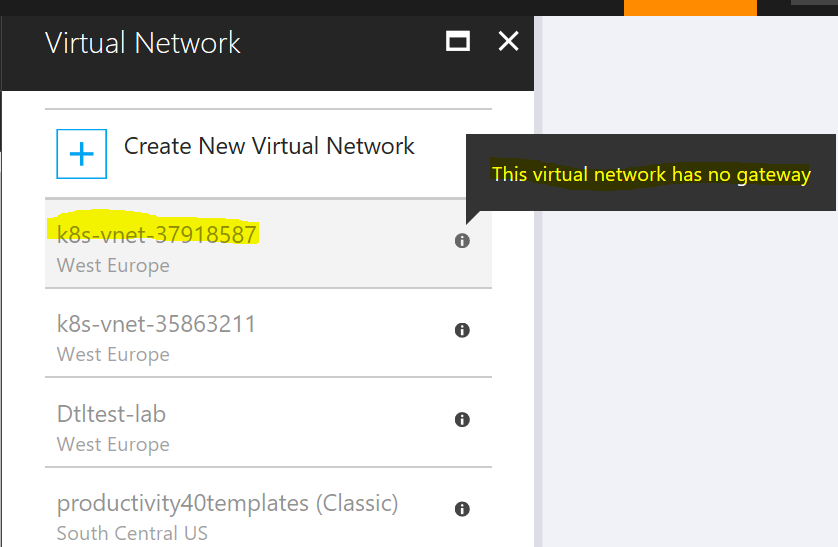 Virtual Network
Create New Virtual Network
This virtual network has no gateway
k8s-vnet-37918587
West Europe
k8s-vnet-35863211
West Europe
Dtltest-lab
West Europe
productivity40templates (Classic)
South Central US